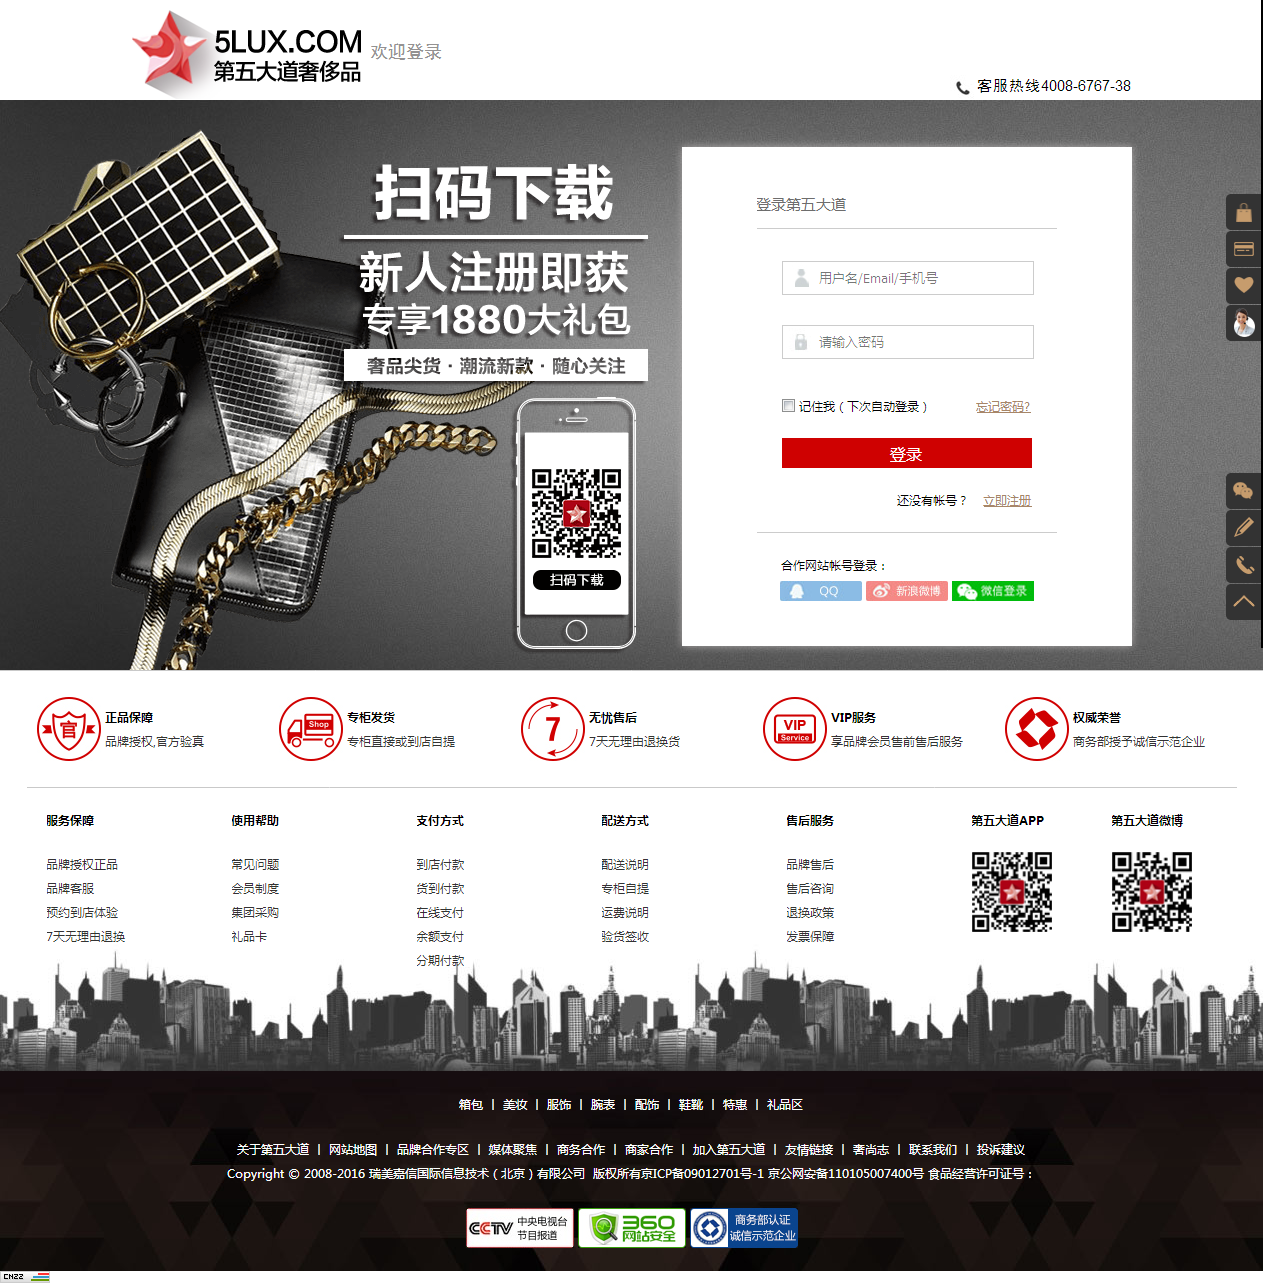 5LUX.COM
第五大道奢侈品
欢迎登录
客服热线4008-6767-38
扫码下载
新人注册即获
专享1880大礼包
奢品尖货 · 潮流新款 · 随心关注
扫码下载
登录第五大道
用户名/Email/手机号
请输入密码
记住我（下次自动登录） 忘记密码?
登录
还没有帐号？ 立即注册
合作网站帐号登录：
QQ 新浪微博 微信登录
官 正品保障
品牌授权,官方验真
Shop 专柜发货
专柜直接或到店自提
7 无忧售后
7天无理由退换货
VIP Service VIP服务
享品牌会员售前售后服务
权威荣誉
商务部授予诚信示范企业
服务保障
品牌授权正品
品牌客服
预约到店体验
7天无理由退换
使用帮助
常见问题
会员制度
集团采购
礼品卡
支付方式
到店付款
货到付款
在线支付
余额支付
分期付款
配送方式
配送说明
专柜自提
运费说明
验货签收
售后服务
品牌售后
售后咨询
退换政策
发票保障
第五大道APP
第五大道微博
箱包 | 美妆 | 服饰 | 腕表 | 配饰 | 鞋靴 | 特惠 | 礼品区
关于第五大道 | 网站地图 | 品牌合作专区 | 媒体聚焦 | 商务合作 | 商家合作 | 加入第五大道 | 友情链接 | 奢尚志 | 联系我们 | 投诉建议
Copyright © 2008-2016 瑞美嘉信国际信息技术（北京）有限公司 版权所有京ICP备09012701号-1 京公网安备110105007400号 食品经营许可证号：
CCTV 中央电视台
节目报道
360
网站安全
商务部认证
诚信示范企业
CNZZ